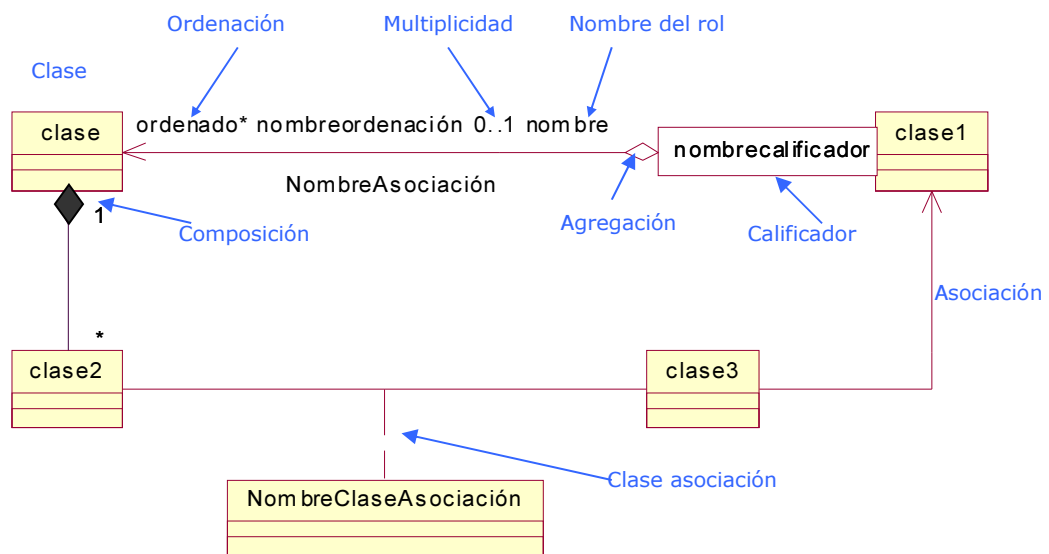 Ordenación Multiplicidad Nombre del rol
Clase
clase
ordenado* nombreordenación 0..1 nombre
nombrecalificador
clase1
NombreAsociación
1
Composición
Agregación
Calificador
Asociación
*
clase2
clase3
Clase asociación
NombreClaseAsociación